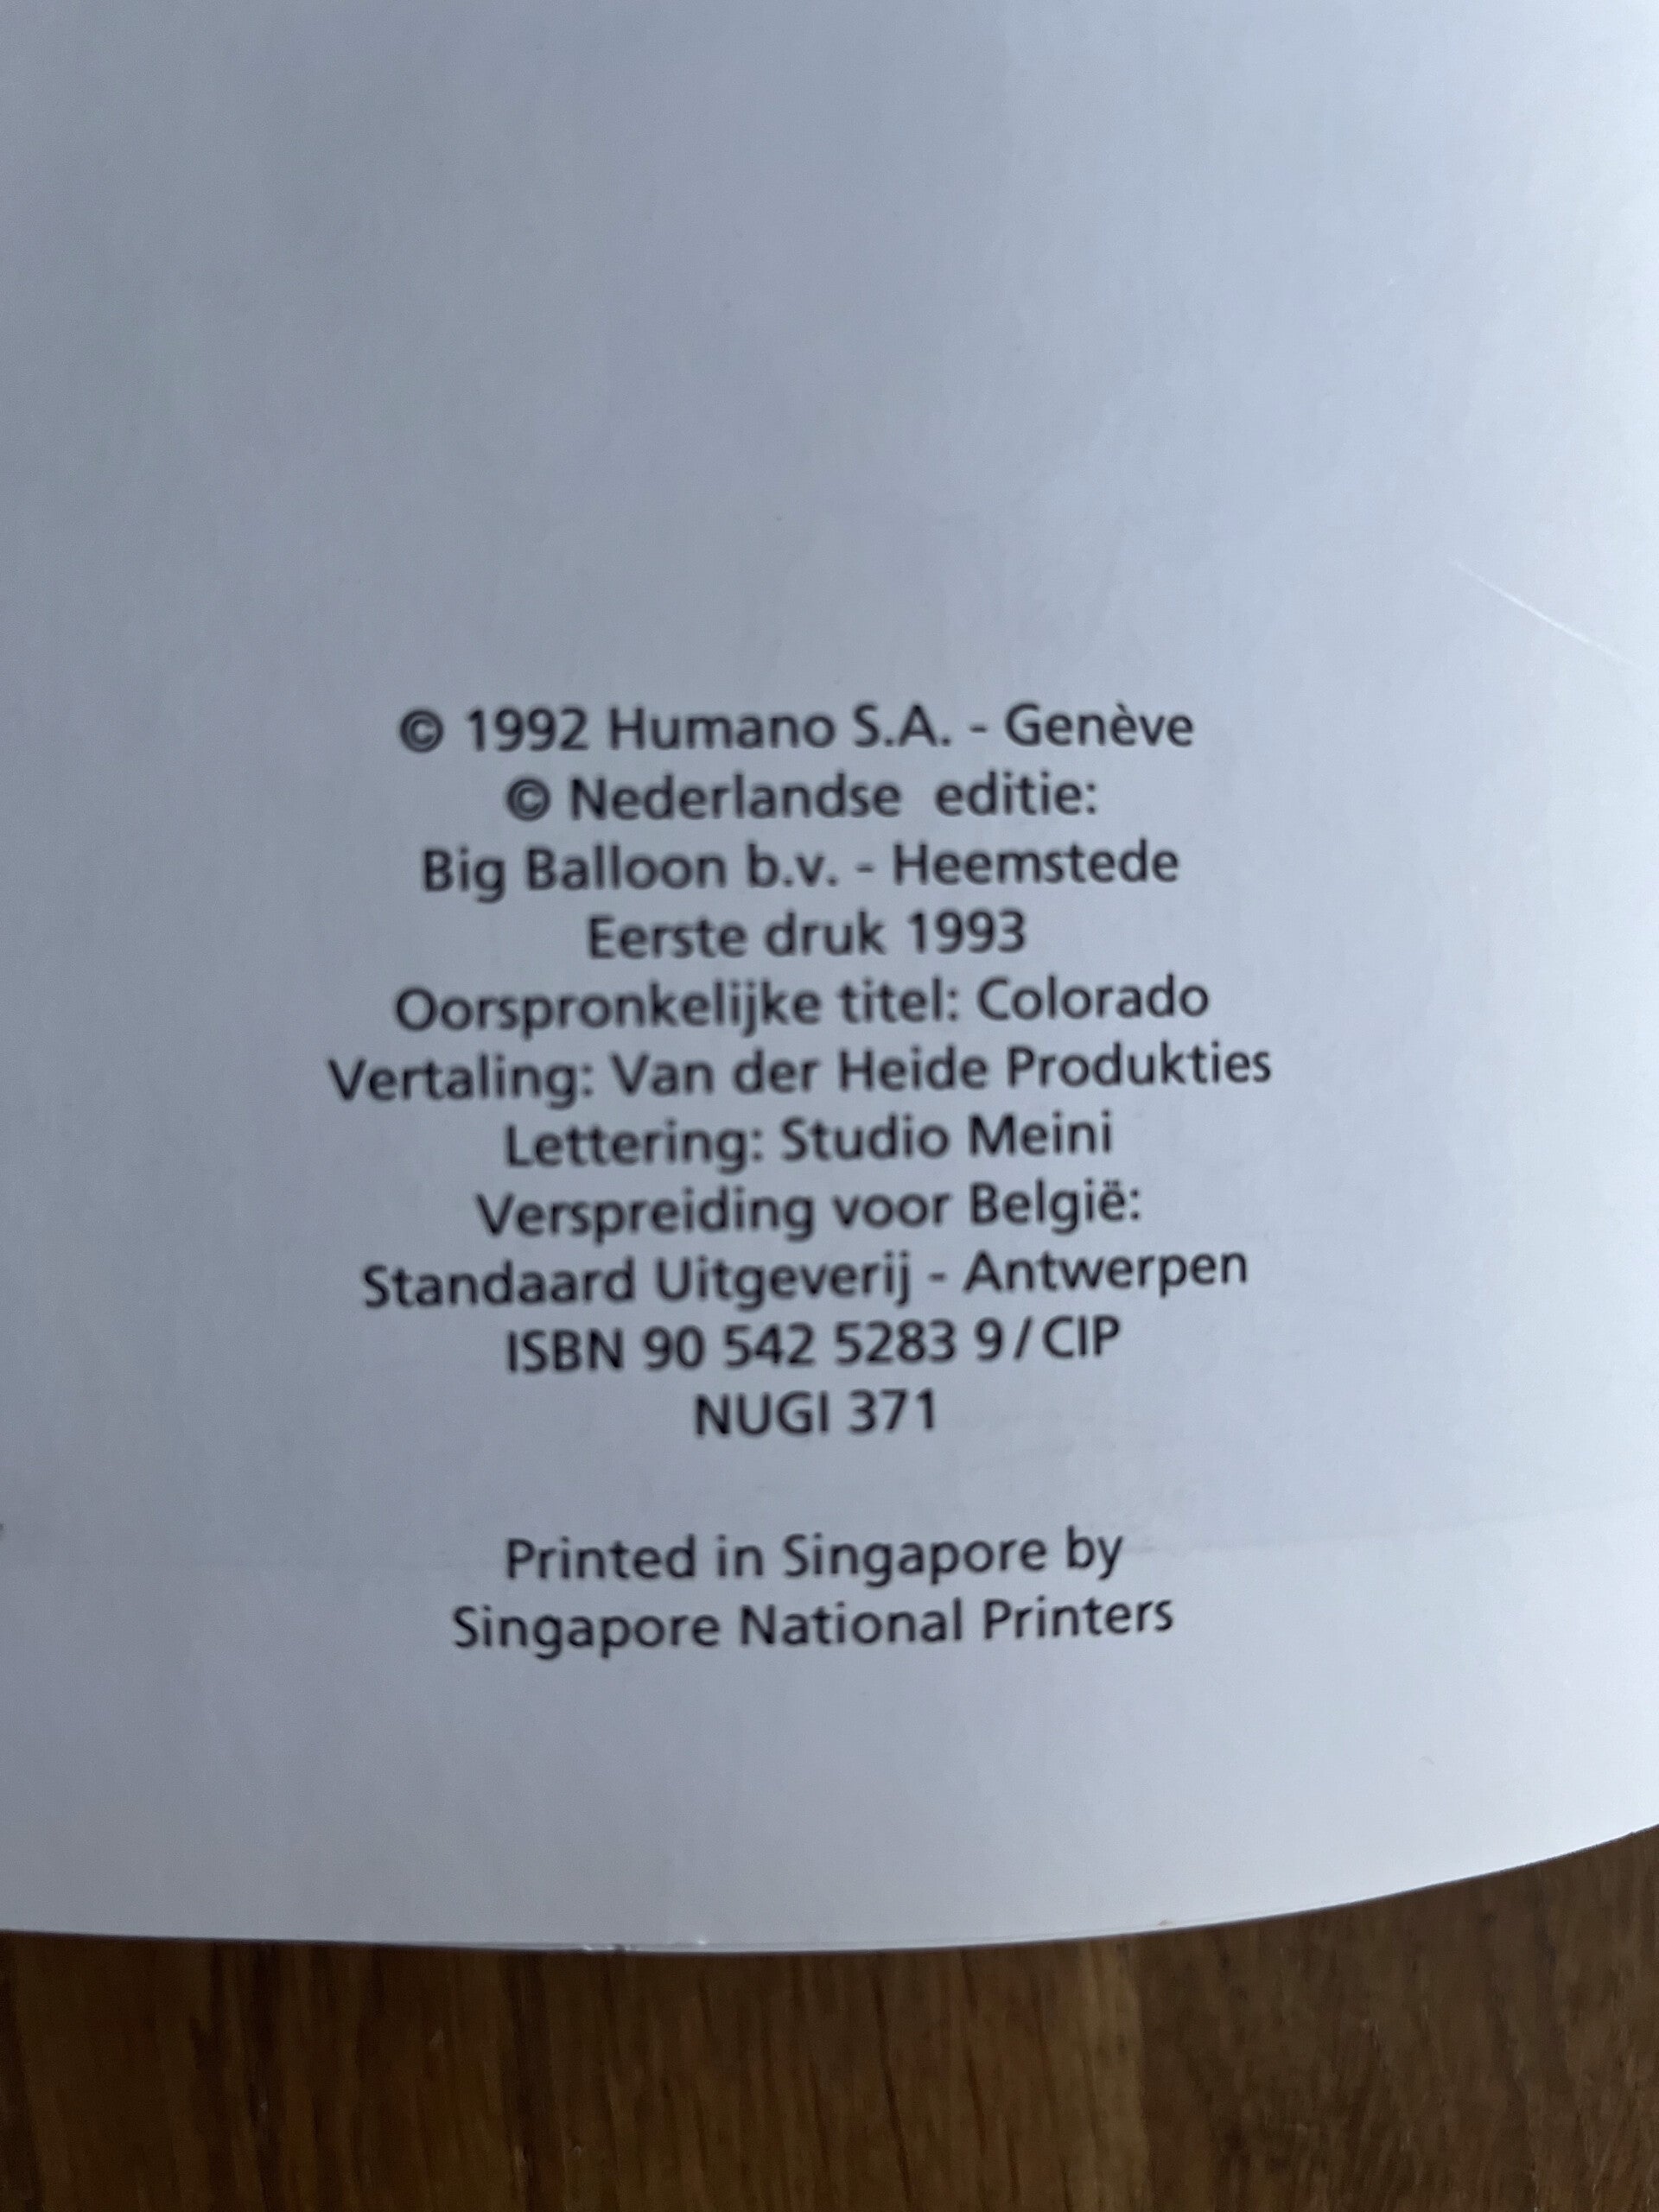 © 1992 Humano S.A. - Genève
© Nederlandse editie:
Big Balloon b.v. - Heemstede
Eerste druk 1993
Oorspronkelijke titel: Colorado
Vertaling: Van der Heide Produkties
Lettering: Studio Meini
Verspreiding voor België:
Standaard Uitgeverij - Antwerpen
ISBN 90 542 5283 9 / CIP
NUGI 371
Printed in Singapore by
Singapore National Printers